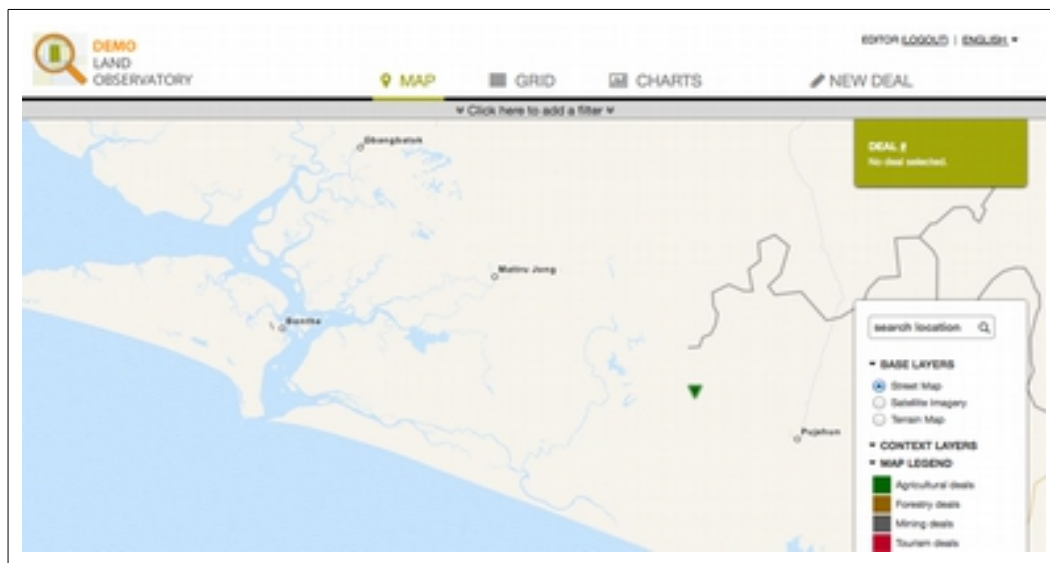 DEMO
LAND
OBSERVATORY
EDITOR (LOGOUT) | ENGLISH
MAP
GRID
CHARTS
NEW DEAL
Click here to add a filter
DEAL #
No deal selected.
Gbangbatok
Mattru Jong
Bonthe
Pujehun
search location
BASE LAYERS
Street Map
Satellite Imagery
Terrain Map
CONTEXT LAYERS
MAP LEGEND
Agricultural deals
Forestry deals
Mining deals
Tourism deals